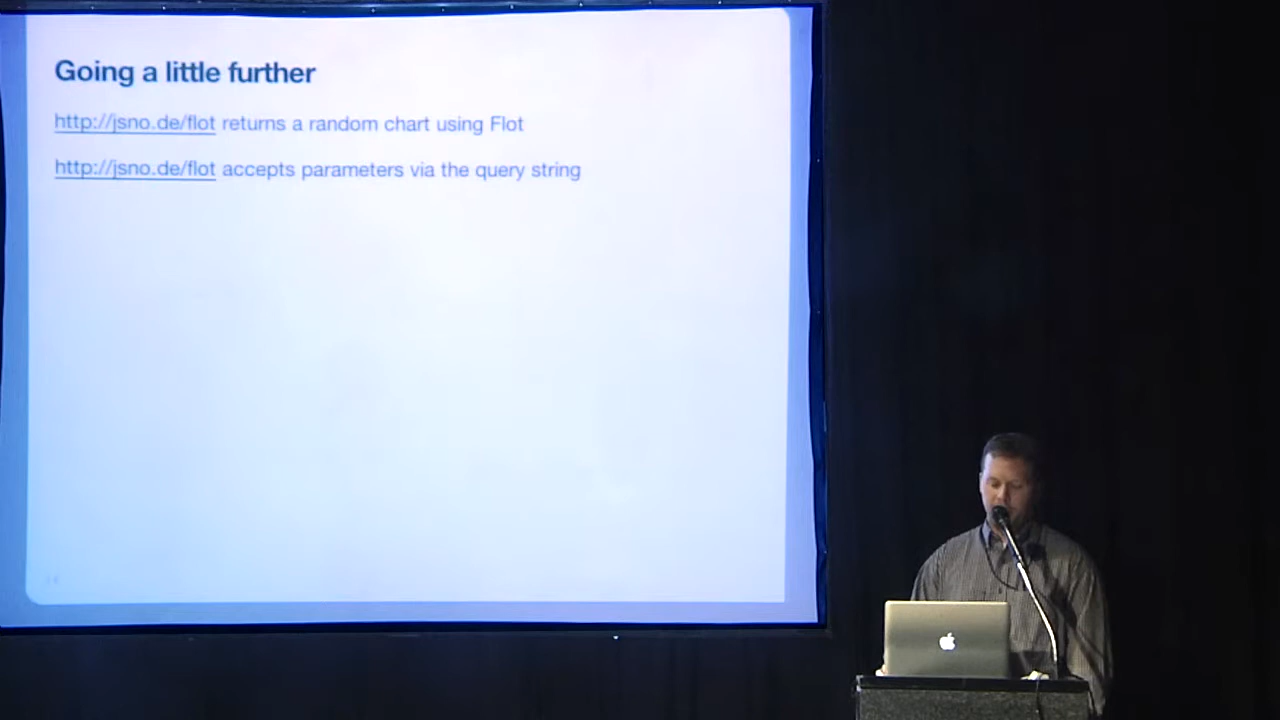 Going a little further
http://jsno.de/flot returns a random chart using Flot
http://jsno.de/flot accepts parameters via the query string